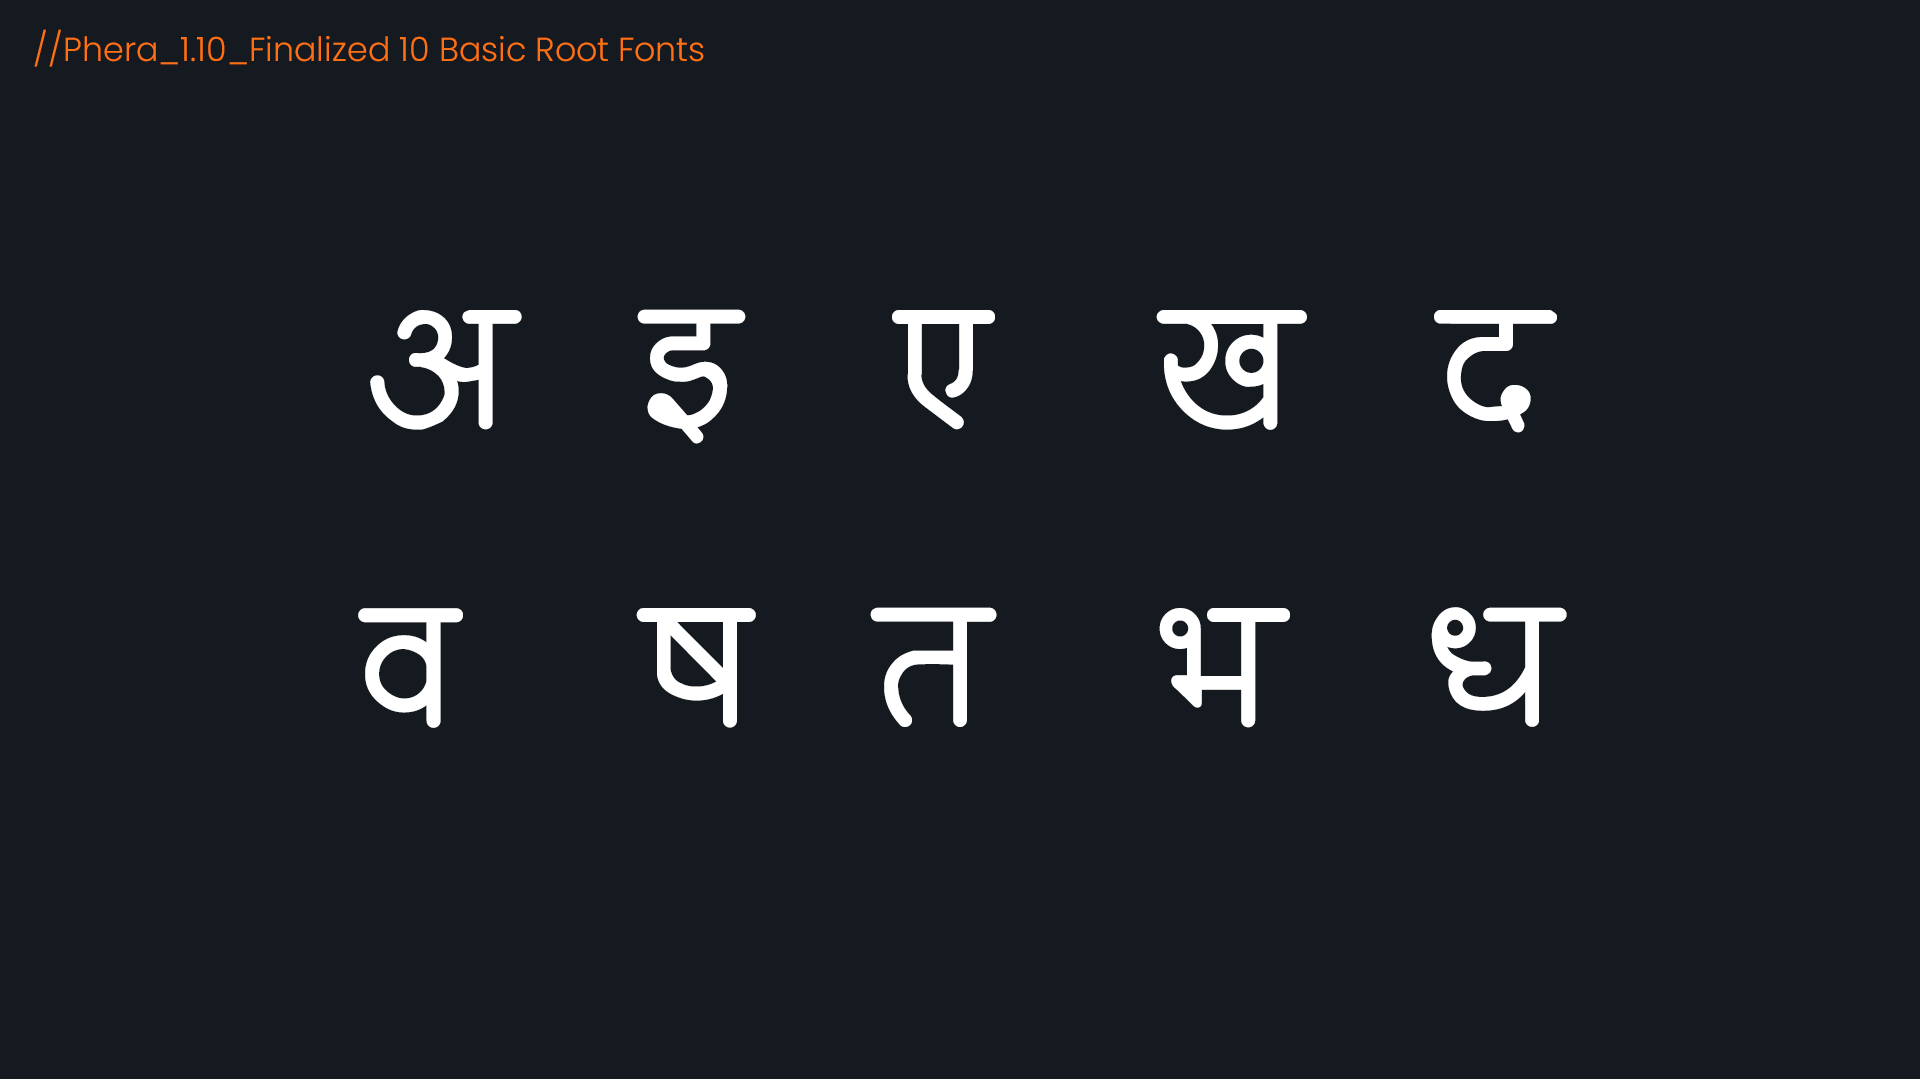 //Phera_1.10_Finalized 10 Basic Root Fonts
अ इ ए ख द
व ष त भ ध